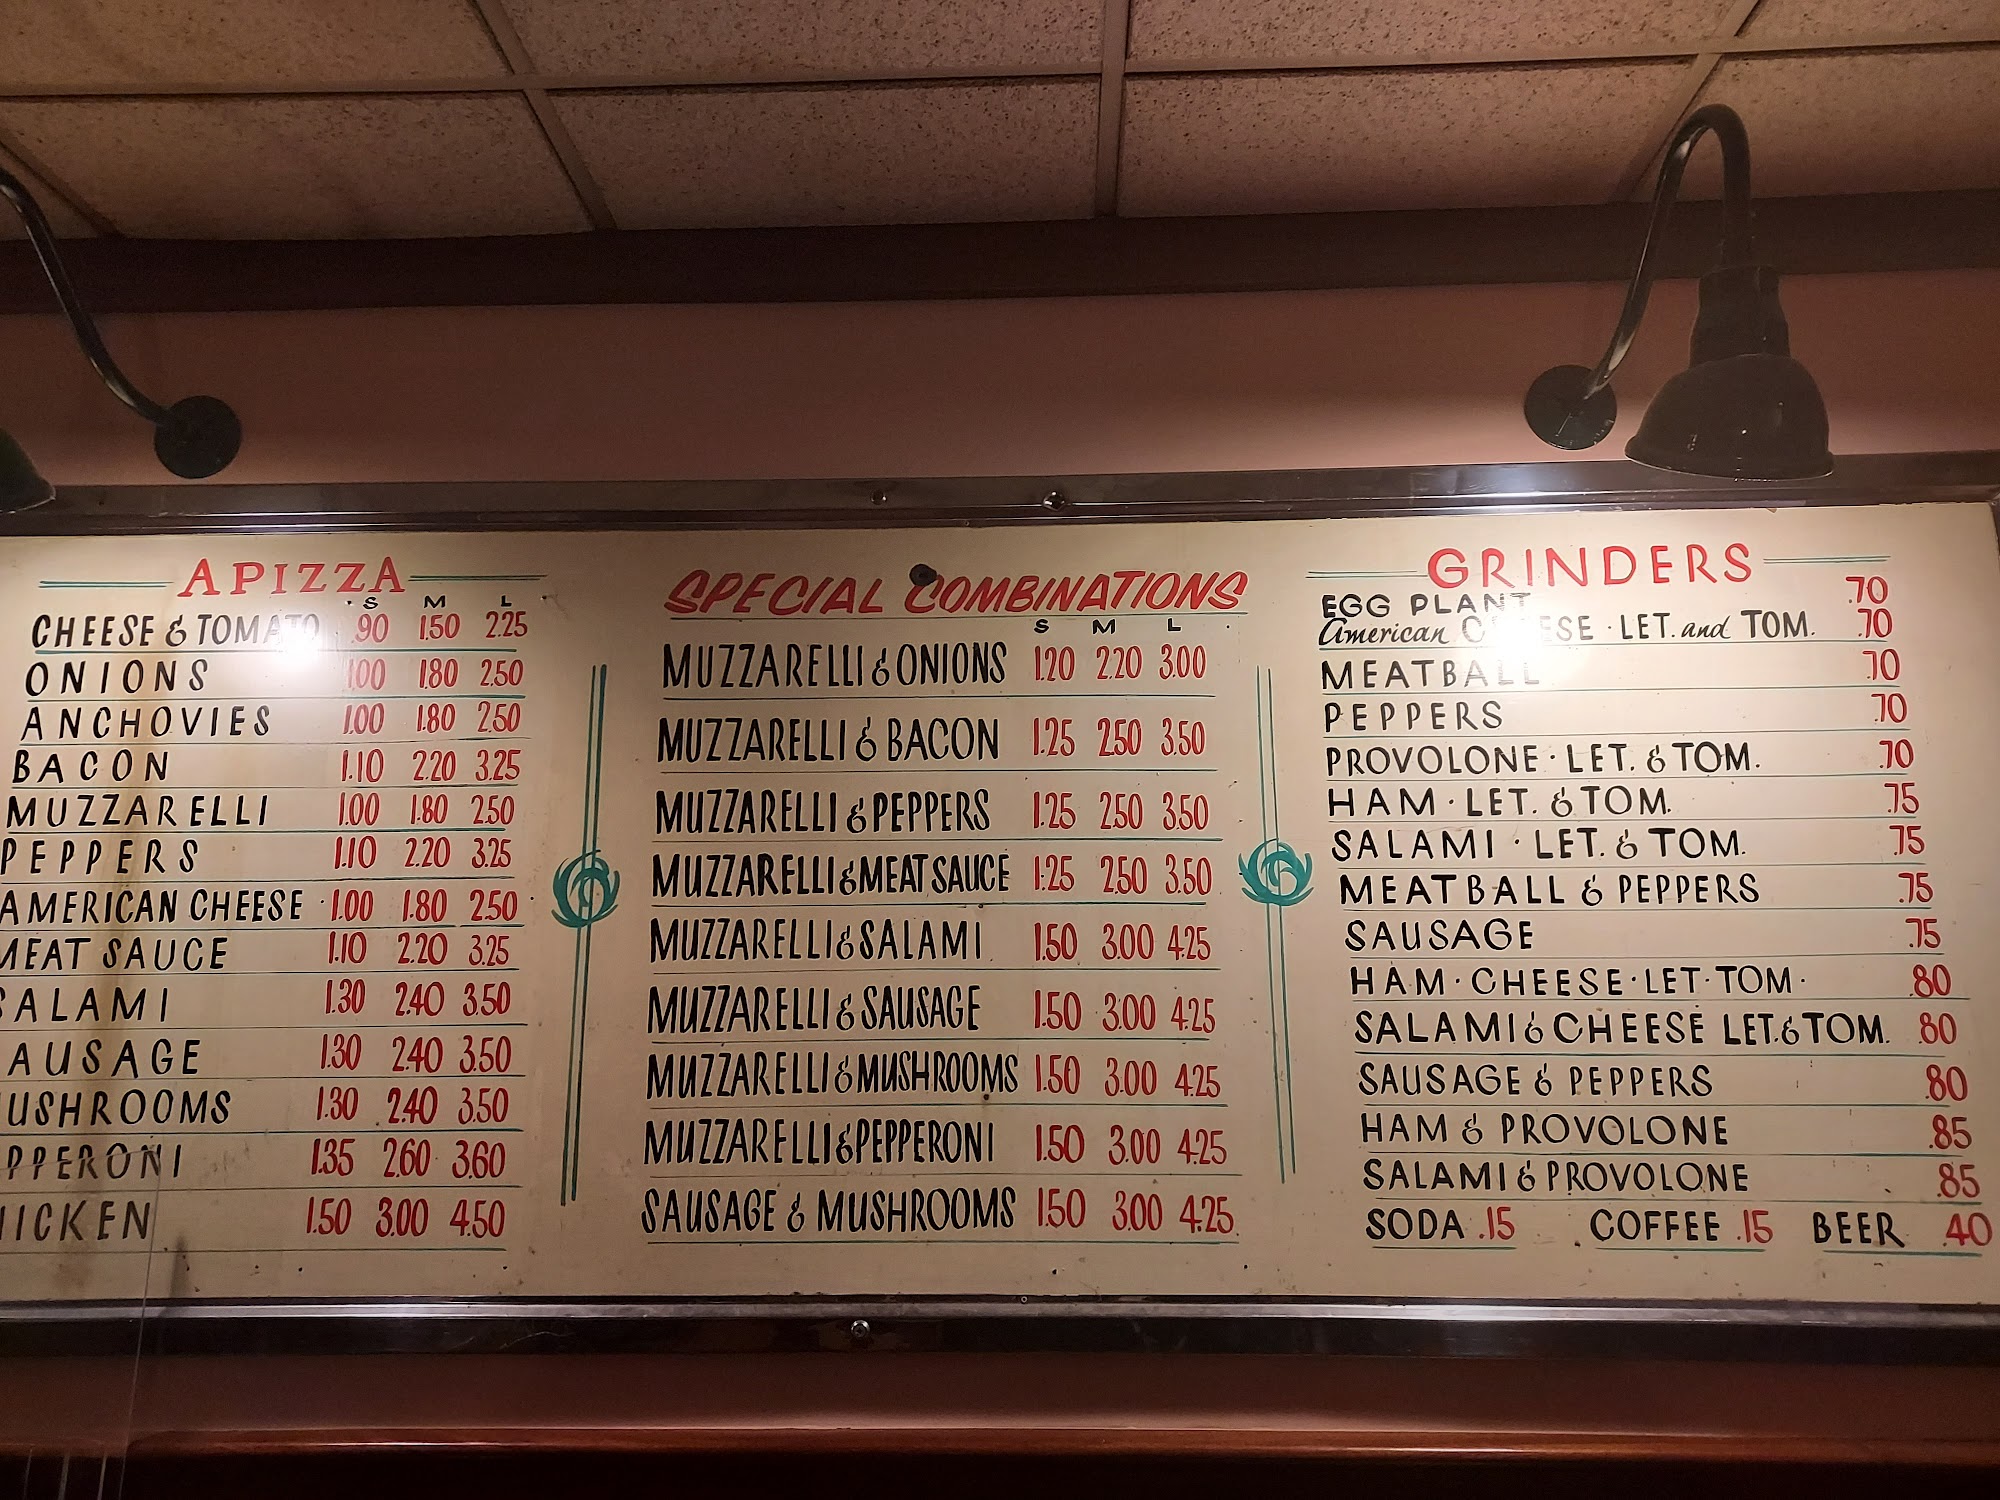 APIZZA
S M L
CHEESE & TOMATO .90 1.50 2.25
ONIONS 1.00 1.80 2.50
ANCHOVIES 1.00 1.80 2.50
BACON 1.10 2.20 3.25
MUZZARELLI 1.00 1.80 2.50
PEPPERS 1.10 2.20 3.25
AMERICAN CHEESE 1.00 1.80 2.50
MEAT SAUCE 1.10 2.20 3.25
SALAMI 1.30 2.40 3.50
AUSAGE 1.30 2.40 3.50
USHROOMS 1.30 2.40 3.50
PPERONI 1.35 2.60 3.60
ICKEN 1.50 3.00 4.50
SPECIAL COMBINATIONS
S M L
MUZZARELLI & ONIONS 1.20 2.20 3.00
MUZZARELLI & BACON 1.25 2.50 3.50
MUZZARELLI & PEPPERS 1.25 2.50 3.50
MUZZARELLI & MEAT SAUCE 1.25 2.50 3.50
MUZZARELLI & SALAMI 1.50 3.00 4.25
MUZZARELLI & SAUSAGE 1.50 3.00 4.25
MUZZARELLI & MUSHROOMS 1.50 3.00 4.25
MUZZARELLI & PEPPERONI 1.50 3.00 4.25
SAUSAGE & MUSHROOMS 1.50 3.00 4.25
GRINDERS
EGG PLANT .70
American CHEESE · LET. and TOM. .70
MEATBALL .70
PEPPERS .70
PROVOLONE · LET. & TOM. .70
HAM · LET. & TOM. .75
SALAMI · LET. & TOM. .75
MEATBALL & PEPPERS .75
SAUSAGE .75
HAM · CHEESE · LET · TOM · .80
SALAMI & CHEESE LET. & TOM. .80
SAUSAGE & PEPPERS .80
HAM & PROVOLONE .85
SALAMI & PROVOLONE .85
SODA .15 COFFEE .15 BEER .40